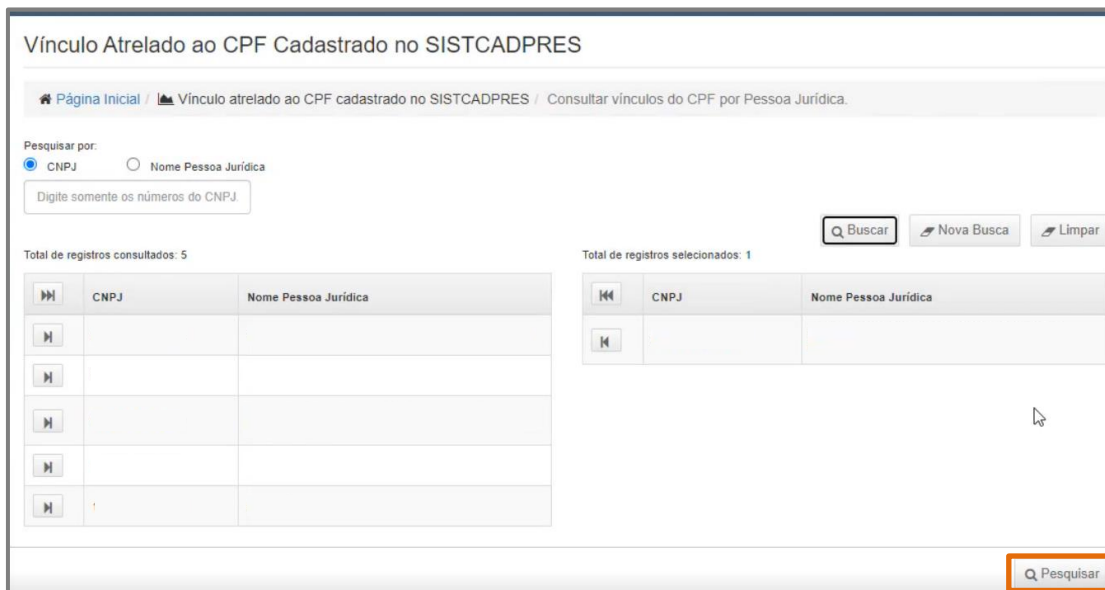 Vínculo Atrelado ao CPF Cadastrado no SISTCADPRES
Página Inicial / Vínculo atrelado ao CPF cadastrado no SISTCADPRES / Consultar vínculos do CPF por Pessoa Jurídica.
Pesquisar por:
CNPJ Nome Pessoa Jurídica
Digite somente os números do CNPJ.
Buscar Nova Busca Limpar
Total de registros consultados: 5 Total de registros selecionados: 1
CNPJ Nome Pessoa Jurídica CNPJ Nome Pessoa Jurídica
Pesquisar